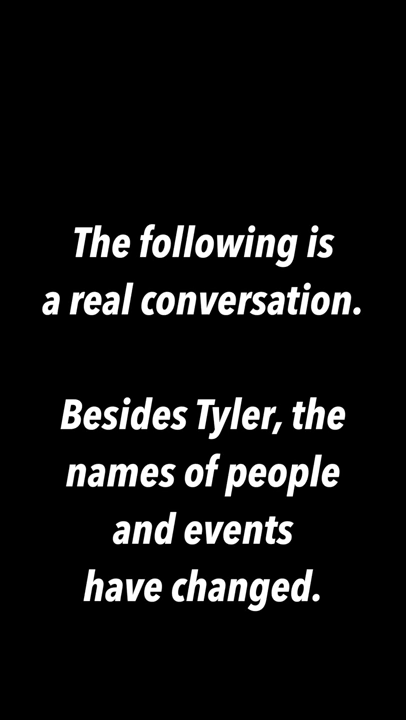 The following is
a real conversation.
Besides Tyler, the
names of people
and events
have changed.